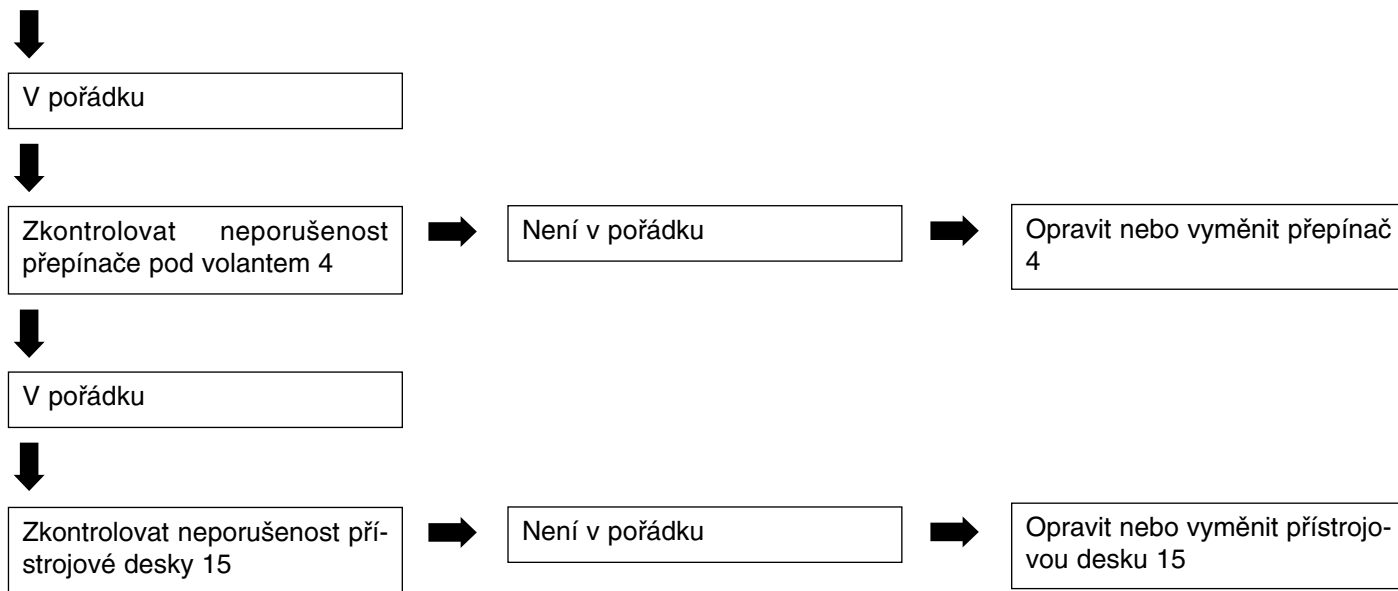 V pořádku
Zkontrolovat neporušenost
přepínače pod volantem 4
Není v pořádku
Opravit nebo vyměnit přepínač
4
V pořádku
Zkontrolovat neporušenost pří-
strojové desky 15
Není v pořádku
Opravit nebo vyměnit přístrojo-
vou desku 15